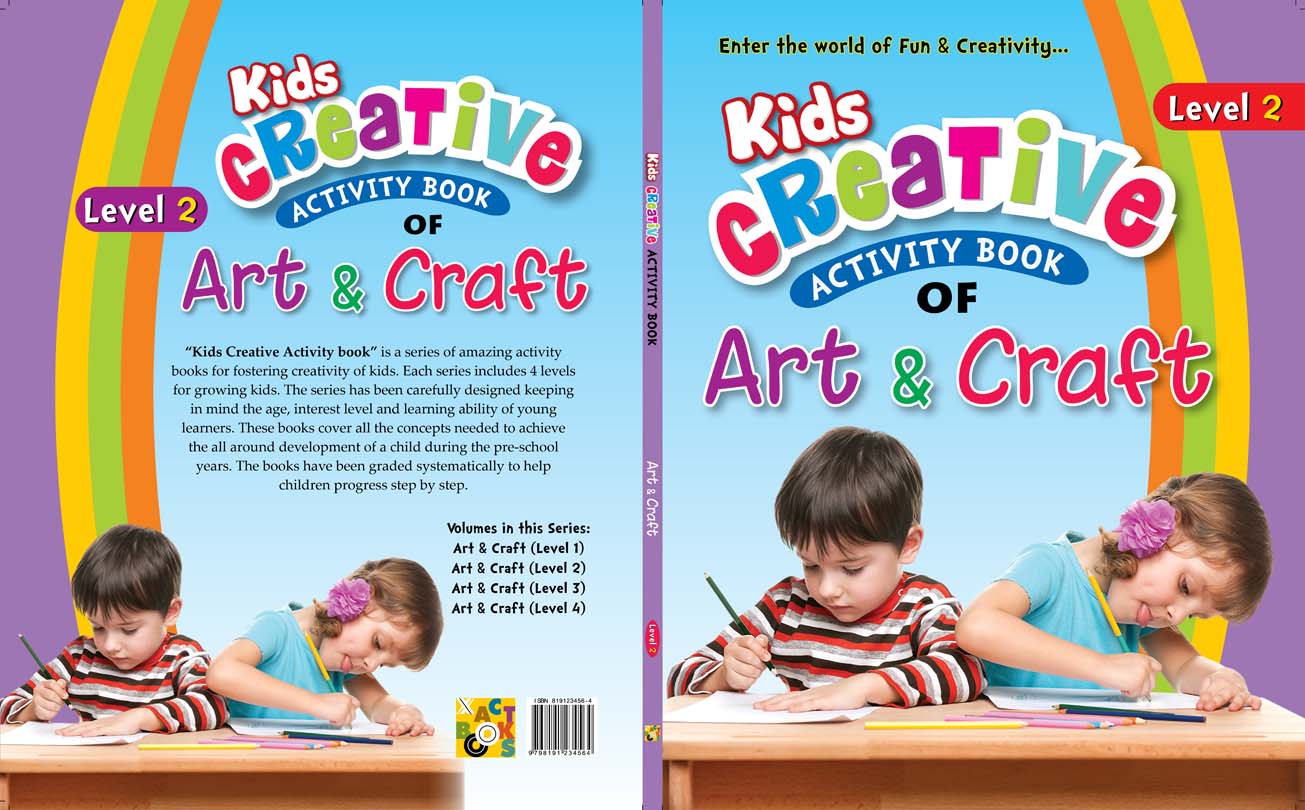 Kids
CREATIVE
ACTIVITY BOOK
OF
Art & Craft
Level 2
“Kids Creative Activity book” is a series of amazing activity
books for fostering creativity of kids. Each series includes 4 levels
for growing kids. The series has been carefully designed keeping
in mind the age, interest level and learning ability of young
learners. These books cover all the concepts needed to achieve
the all around development of a child during the pre-school
years. The books have been graded systematically to help
children progress step by step.
Volumes in this Series:
Art & Craft (Level 1)
Art & Craft (Level 2)
Art & Craft (Level 3)
Art & Craft (Level 4)
XACT
BOOKS
ISBN 819123456-4
9798191234564
Kids CREATIVE ACTIVITY BOOK
Art & Craft
Level 2
Enter the world of Fun & Creativity...
Level 2
Kids
CREATIVE
ACTIVITY BOOK
OF
Art & Craft